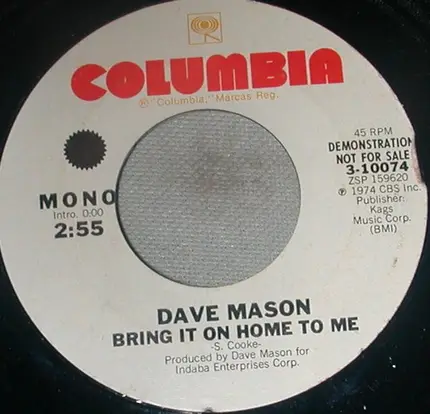 COLUMBIA
® "Columbia," Marcas Reg.
45 RPM
DEMONSTRATION
NOT FOR SALE
3-10074
ZSP 159620
℗ 1974 CBS Inc.
Publisher:
Kags
Music Corp.
(BMI)
MONO
Intro. 0:00
2:55
DAVE MASON
BRING IT ON HOME TO ME
-S. Cooke-
Produced by Dave Mason for
Indaba Enterprises Corp.